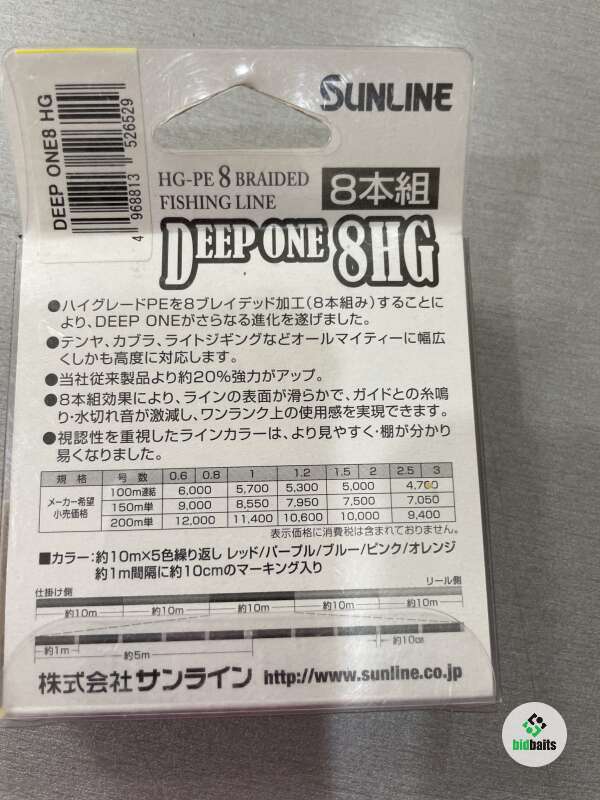 DEEP ONE8 HG
4 968813 526529
SUNLINE
HG-PE 8 BRAIDED
FISHING LINE
8本組
DEEP ONE 8HG
●ハイグレードPEを8ブレイデッド加工(8本組み)することに
より、DEEP ONEがさらなる進化を遂げました。
●テンヤ、カブラ、ライトジギングなどオールマイティーに幅広
くしかも高度に対応します。
●当社従来製品より約20%強力がアップ。
●8本組効果により、ラインの表面が滑らかで、ガイドとの糸鳴
り・水切れ音が激減し、ワンランク上の使用感を実現できます。
●視認性を重視したラインカラーは、より見やすく・棚が分かり
易くなりました。
規格 号数 0.6 0.8 1 1.2 1.5 2 2.5 3
メーカー希望小売価格 100m連結 6,000 5,700 5,300 5,000 4,700
150m単 9,000 8,550 7,950 7,500 7,050
200m単 12,000 11,400 10,600 10,000 9,400
表示価格に消費税は含まれておりません。
■カラー:約10m×5色繰り返し レッド/パープル/ブルー/ピンク/オレンジ
約1m間隔に約10cmのマーキング入り
仕掛け側 リール側
約10m 約10m 約10m 約10m 約10m
約1m 約5m 約10cm
株式会社サンライン http://www.sunline.co.jp
bidbaits